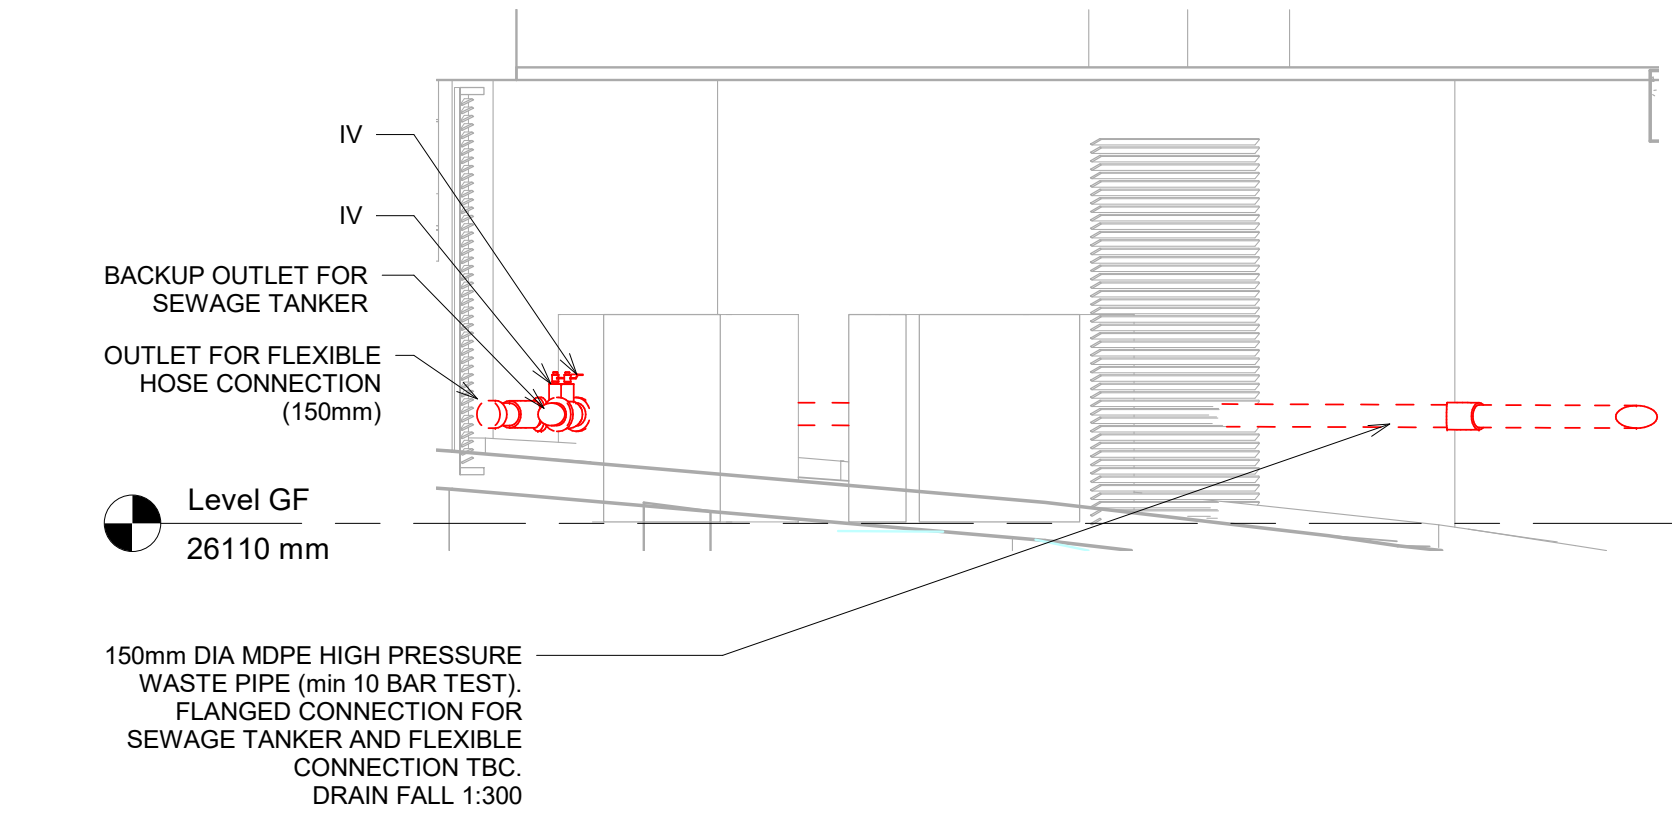 IV
IV
BACKUP OUTLET FOR
SEWAGE TANKER
OUTLET FOR FLEXIBLE
HOSE CONNECTION
(150mm)
Level GF
26110 mm
150mm DIA MDPE HIGH PRESSURE
WASTE PIPE (min 10 BAR TEST).
FLANGED CONNECTION FOR
SEWAGE TANKER AND FLEXIBLE
CONNECTION TBC.
DRAIN FALL 1:300